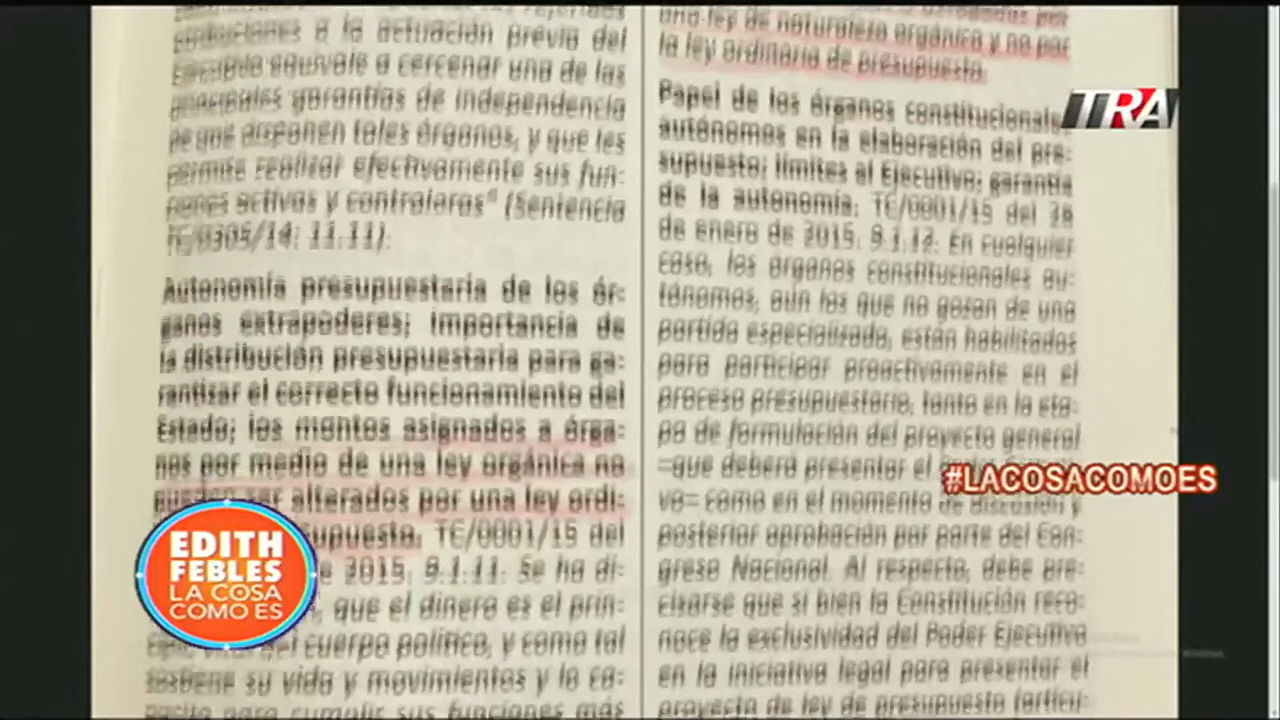 tribuciones a la actuación previa del
Ejecutivo equivale a cercenar una de las
principales garantías de independencia
de que disponen tales órganos, y que les
permite realizar efectivamente sus fun-
ciones activas y contraloras" (Sentencia
TC/0305/14: 11.11).
Autonomía presupuestaria de los ór-
ganos extrapoderes; importancia de
la distribución presupuestaria para ga-
rantizar el correcto funcionamiento del
Estado; los montos asignados a órga-
nos por medio de una ley orgánica no
pueden ser alterados por una ley ordi-
supuesto. TC/0001/15 del
e 2015. 9.1.11. Se ha di-
, que el dinero es el prin-
del cuerpo político, y como tal
sostiene su vida y movimientos y lo ca-
pacita para cumplir sus funciones más
una ley de naturaleza orgánica y no por
la ley ordinaria de presupuesto.
Papel de los órganos constitucionales
autónomos en la elaboración del pre-
supuesto; límites al Ejecutivo; garantía
de la autonomía. TC/0001/15 del 28
de enero de 2015. 9.1.12. En cualquier
caso, los órganos constitucionales au-
tónomos, aun los que no gozan de una
partida especializada, están habilitados
para participar proactivamente en el
proceso presupuestario, tanto en la eta-
pa de formulación del proyecto general
–que deberá presentar el
vo– como en el momento de discusión y
posterior aprobación por parte del Con-
greso Nacional. Al respecto, debe pre-
cisarse que si bien la Constitución reco-
noce la exclusividad del Poder Ejecutivo
en la iniciativa legal para presentar el
proyecto de ley de presupuesto (artícu-
TRA
#LACOSACOMOES
EDITH
FEBLES
LA COSA
COMO ES